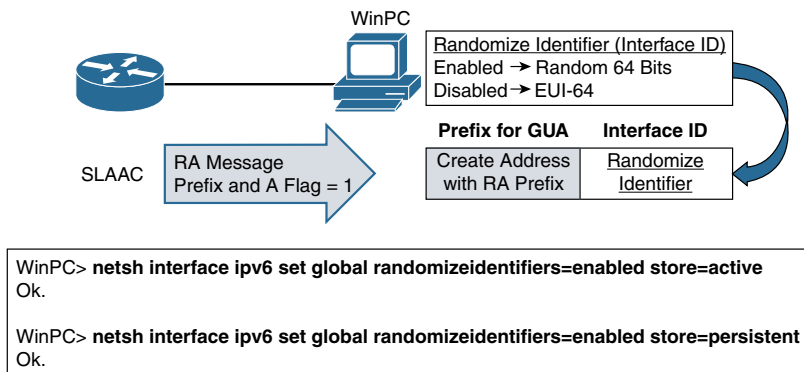 WinPC
Randomize Identifier (Interface ID)
Enabled → Random 64 Bits
Disabled → EUI-64
Prefix for GUA
Interface ID
SLAAC
RA Message
Prefix and A Flag = 1
Create Address
with RA Prefix
Randomize
Identifier
WinPC> netsh interface ipv6 set global randomizeidentifiers=enabled store=active
Ok.
WinPC> netsh interface ipv6 set global randomizeidentifiers=enabled store=persistent
Ok.